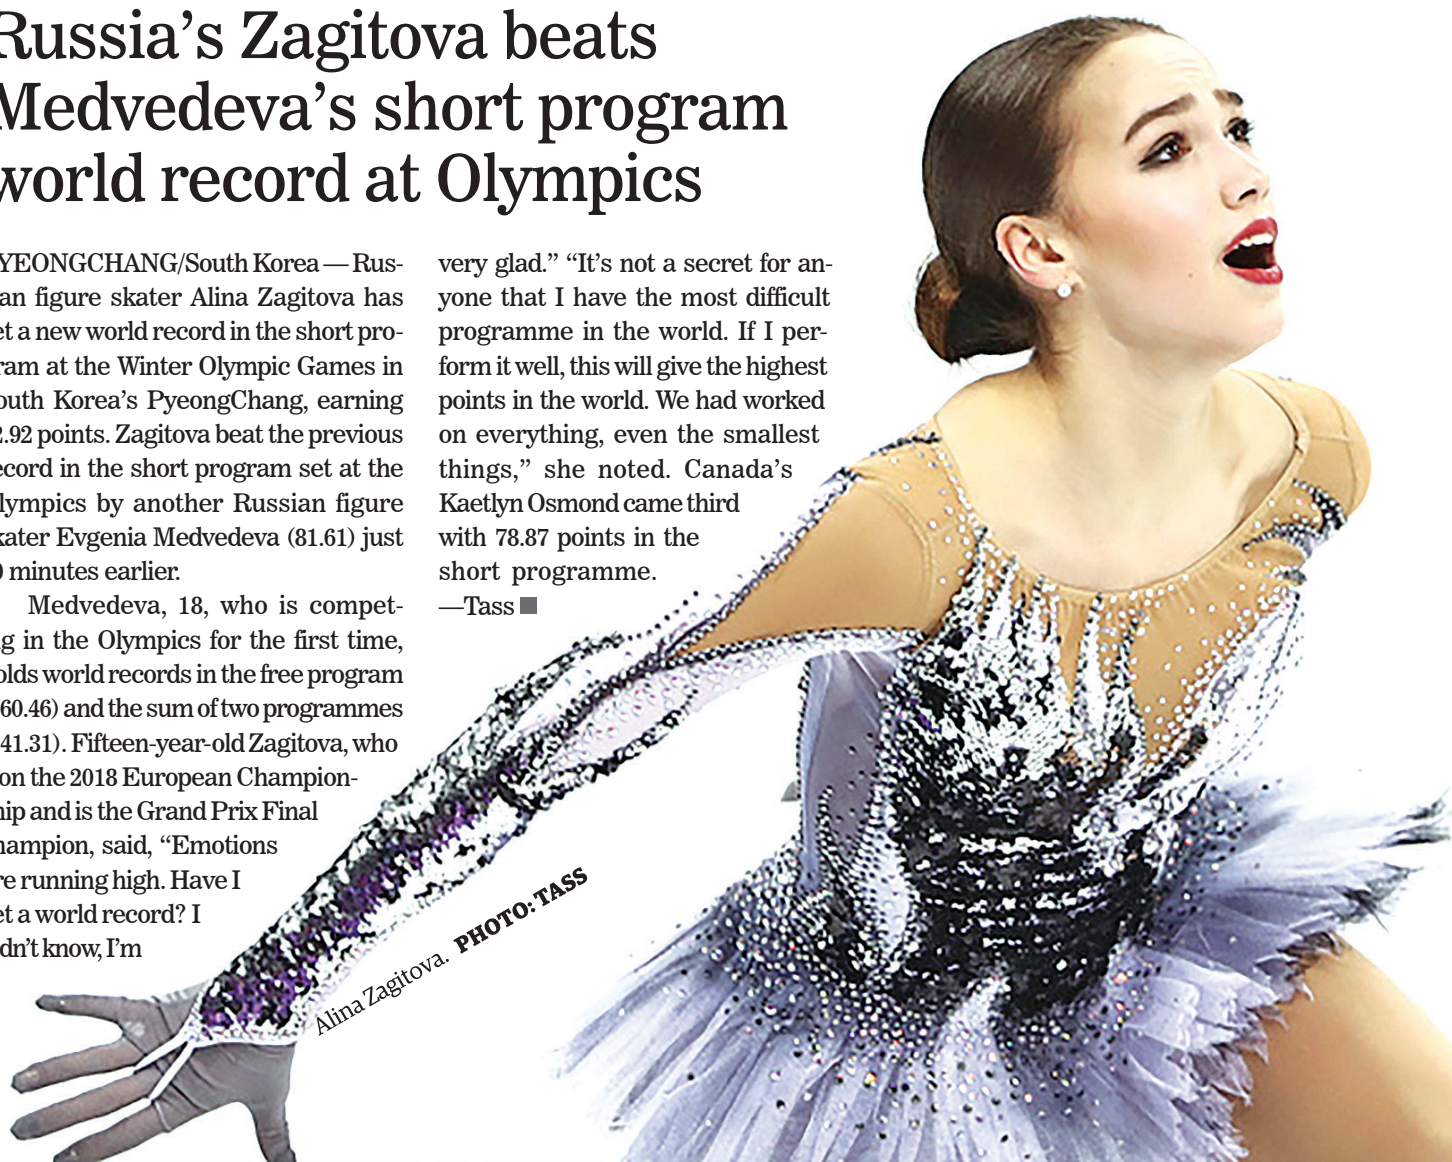 Russia’s Zagitova beats
Medvedeva’s short program
world record at Olympics
YEONGCHANG/South Korea — Rus-
an figure skater Alina Zagitova has
et a new world record in the short pro-
ram at the Winter Olympic Games in
outh Korea’s PyeongChang, earning
2.92 points. Zagitova beat the previous
ecord in the short program set at the
lympics by another Russian figure
kater Evgenia Medvedeva (81.61) just
0 minutes earlier.
Medvedeva, 18, who is compet-
g in the Olympics for the first time,
olds world records in the free program
60.46) and the sum of two programmes
41.31). Fifteen-year-old Zagitova, who
on the 2018 European Champion-
hip and is the Grand Prix Final
hampion, said, “Emotions
re running high. Have I
et a world record? I
dn’t know, I’m
very glad.” “It’s not a secret for an-
yone that I have the most difficult
programme in the world. If I per-
form it well, this will give the highest
points in the world. We had worked
on everything, even the smallest
things,” she noted. Canada’s
Kaetlyn Osmond came third
with 78.87 points in the
short programme.
—Tass
Alina Zagitova. PHOTO: TASS